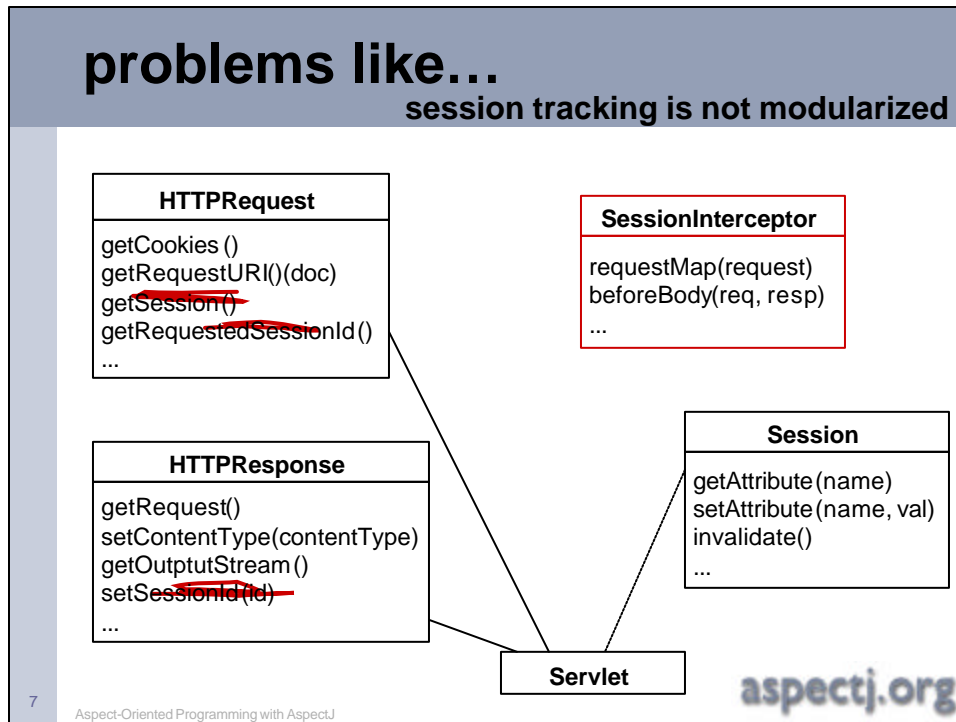 problems like…
session tracking is not modularized
HTTPRequest
getCookies ()
getRequestURI()(doc)
getSession()
getRequestedSessionId()
...
SessionInterceptor
requestMap(request)
beforeBody(req, resp)
...
HTTPResponse
getRequest()
setContentType(contentType)
getOutptutStream()
setSessionId(id)
...
Session
getAttribute(name)
setAttribute(name, val)
invalidate()
...
Servlet
7
Aspect-Oriented Programming with AspectJ
aspectj.org